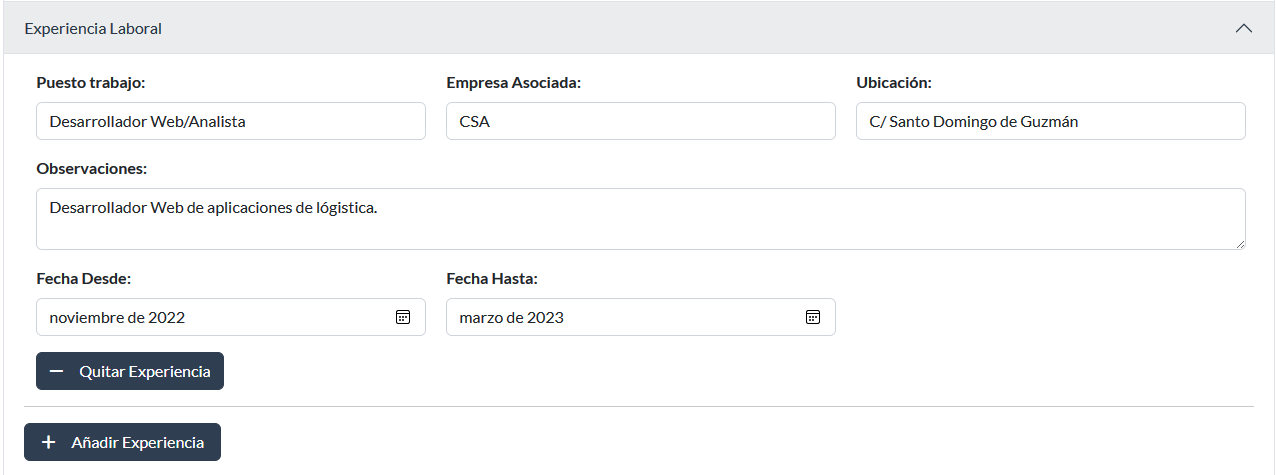 Experiencia Laboral
Puesto trabajo: Empresa Asociada: Ubicación:
Desarrollador Web/Analista CSA C/ Santo Domingo de Guzmán
Observaciones:
Desarrollador Web de aplicaciones de lógistica.
Fecha Desde: Fecha Hasta:
noviembre de 2022 marzo de 2023
Quitar Experiencia
Añadir Experiencia